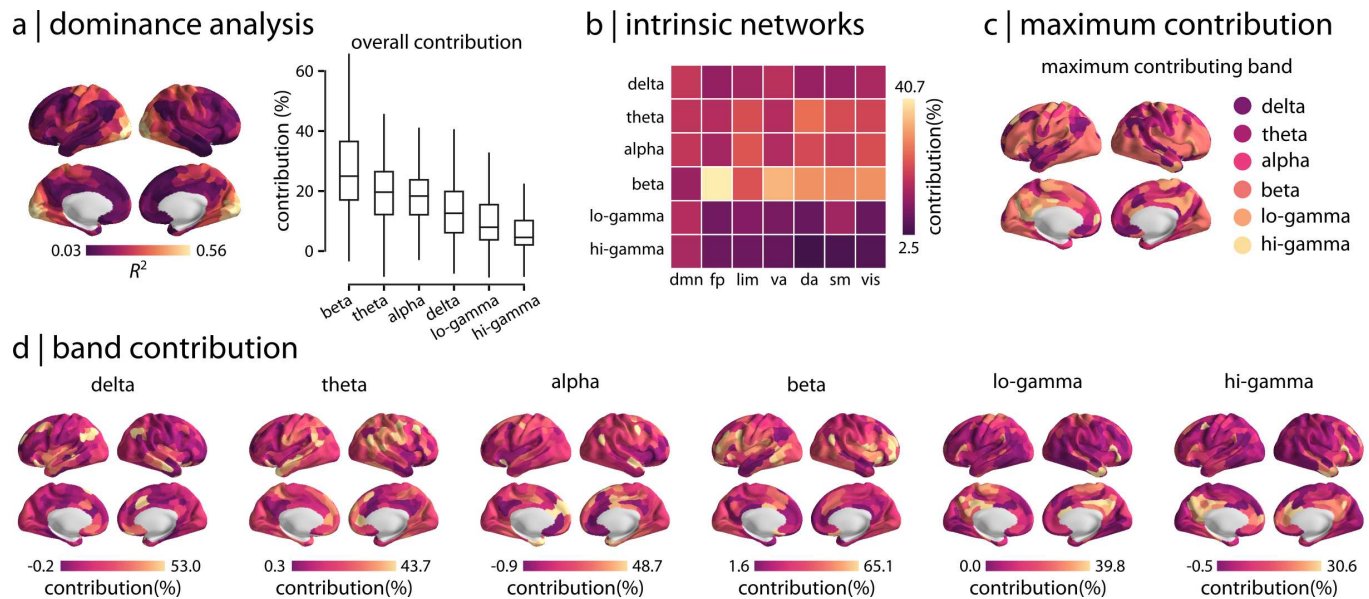 a | dominance analysis
overall contribution
contribution (%)
60
40
20
0
beta
theta
alpha
delta
lo-gamma
hi-gamma
0.03
0.56
R²
b | intrinsic networks
delta
theta
alpha
beta
lo-gamma
hi-gamma
dmn fp lim va da sm vis
40.7
contribution(%)
2.5
c | maximum contribution
maximum contributing band
delta
theta
alpha
beta
lo-gamma
hi-gamma
d | band contribution
delta theta alpha beta lo-gamma hi-gamma
-0.2 53.0 0.3 43.7 -0.9 48.7 1.6 65.1 0.0 39.8 -0.5 30.6
contribution(%) contribution(%) contribution(%) contribution(%) contribution(%) contribution(%)